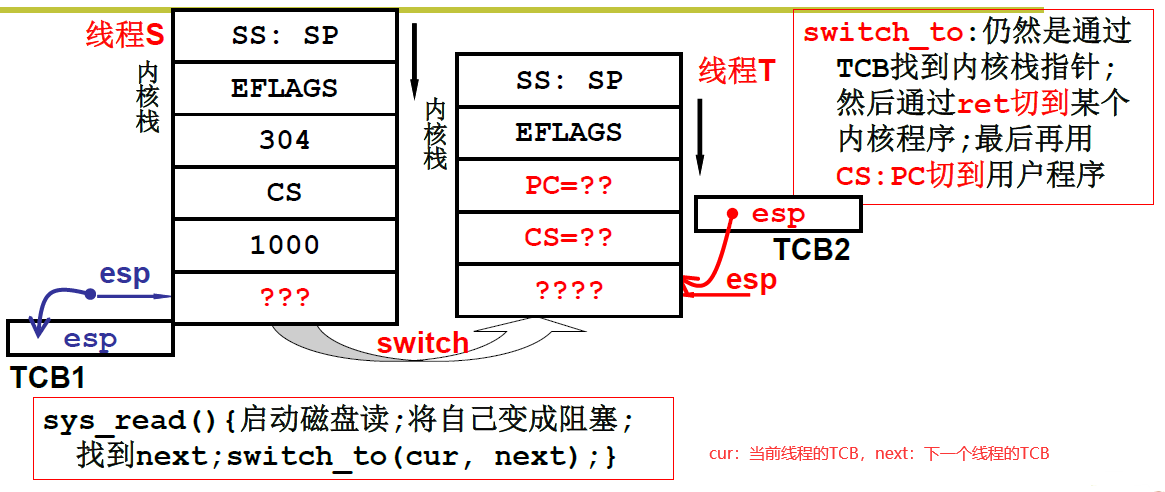 线程S
内核栈
SS: SP
EFLAGS
304
CS
1000
???
esp
esp
TCB1
内核栈
SS: SP
EFLAGS
PC=??
CS=??
????
线程T
esp
TCB2
esp
switch
switch_to:仍然是通过
TCB找到内核栈指针;
然后通过ret切到某个
内核程序;最后再用
CS:PC切到用户程序
sys_read(){启动磁盘读;将自己变成阻塞;
找到next;switch_to(cur, next);}
cur：当前线程的TCB，next：下一个线程的TCB